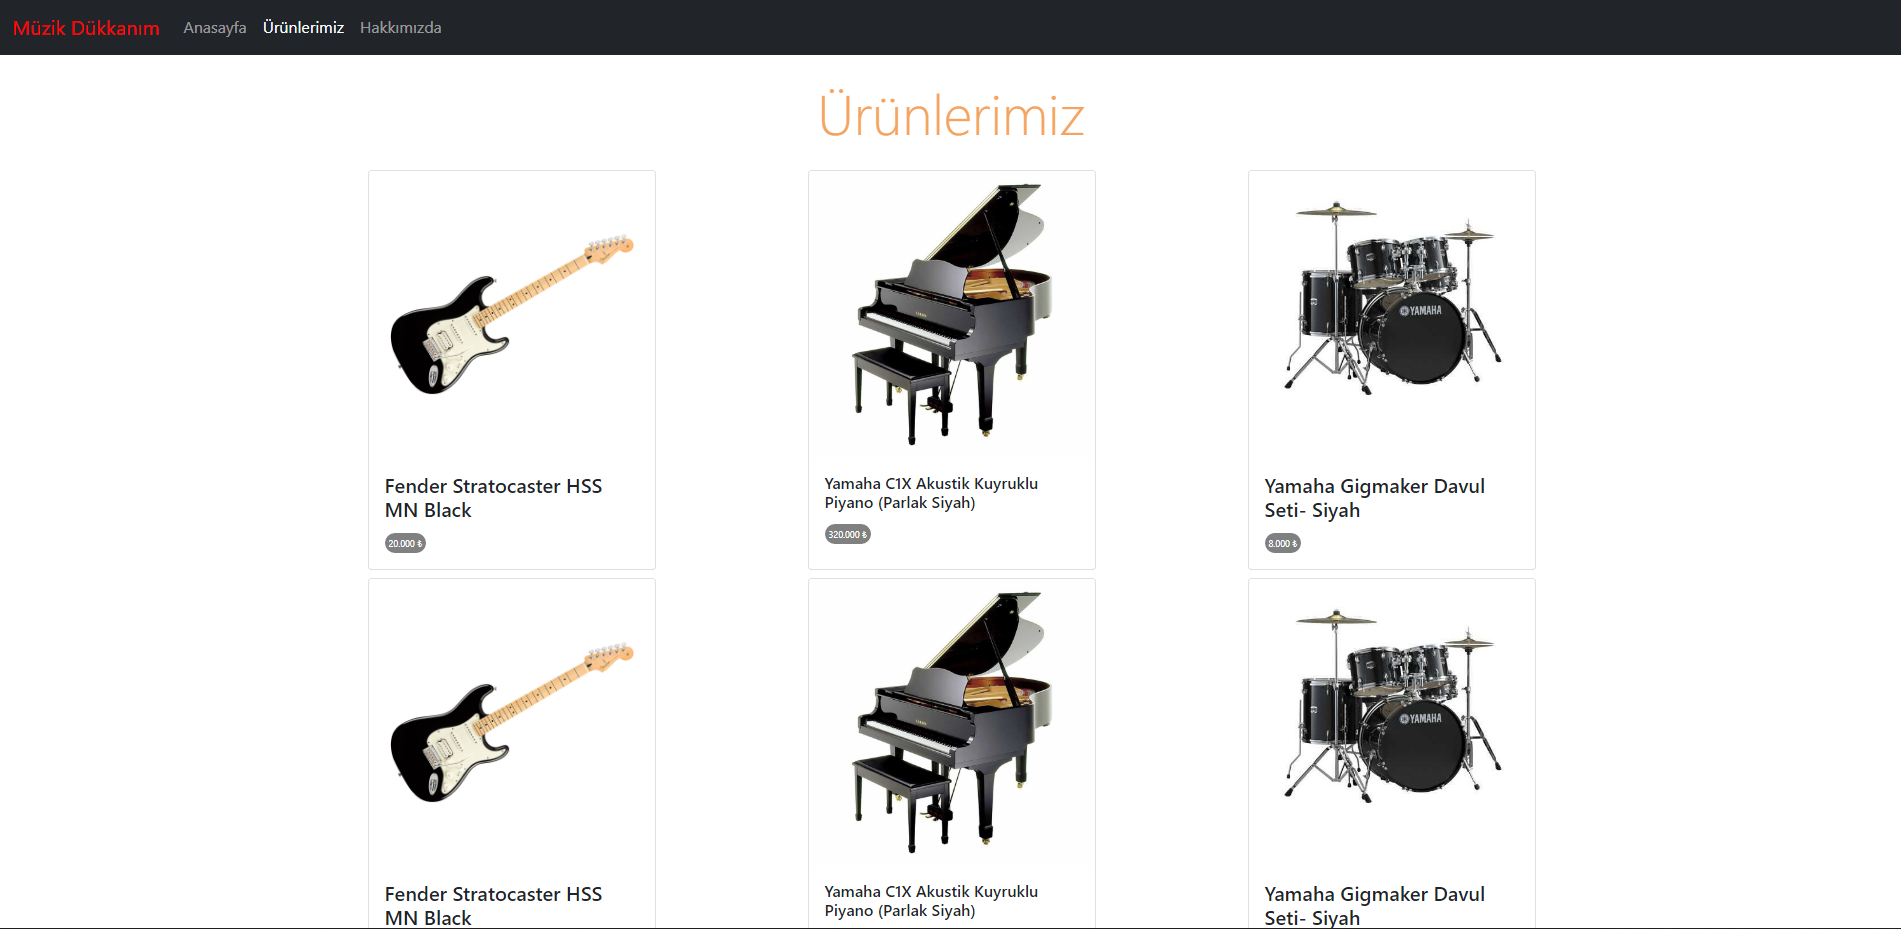 Müzik Dükkanım Anasayfa Ürünlerimiz Hakkımızda
Ürünlerimiz
YAMAHA
Fender Stratocaster HSS
MN Black
20.000 ₺
Yamaha C1X Akustik Kuyruklu
Piyano (Parlak Siyah)
320.000 ₺
Yamaha Gigmaker Davul
Seti- Siyah
8.000 ₺
YAMAHA
Fender Stratocaster HSS
MN Black
Yamaha C1X Akustik Kuyruklu
Piyano (Parlak Siyah)
Yamaha Gigmaker Davul
Seti- Siyah